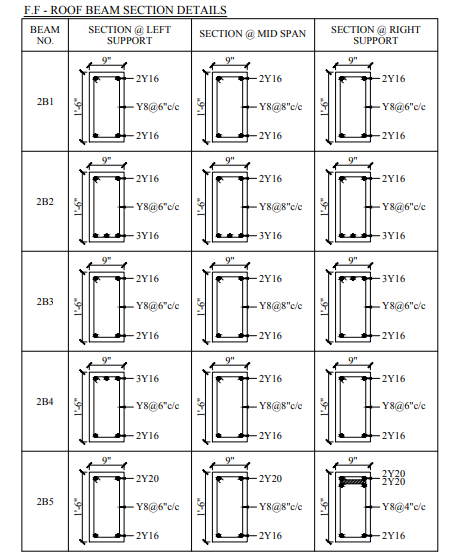 F.F - ROOF BEAM SECTION DETAILS
BEAM NO.
SECTION @ LEFT SUPPORT
SECTION @ MID SPAN
SECTION @ RIGHT SUPPORT
2B1
9"
1'-6"
2Y16
Y8@6"c/c
2Y16
9"
1'-6"
2Y16
Y8@8"c/c
2Y16
9"
1'-6"
2Y16
Y8@6"c/c
2Y16
2B2
9"
1'-6"
2Y16
Y8@6"c/c
3Y16
9"
1'-6"
2Y16
Y8@8"c/c
3Y16
9"
1'-6"
2Y16
Y8@6"c/c
3Y16
2B3
9"
1'-6"
2Y16
Y8@6"c/c
2Y16
9"
1'-6"
2Y16
Y8@8"c/c
2Y16
9"
1'-6"
3Y16
Y8@6"c/c
2Y16
2B4
9"
1'-6"
3Y16
Y8@6"c/c
2Y16
9"
1'-6"
2Y16
Y8@8"c/c
2Y16
9"
1'-6"
2Y16
Y8@6"c/c
2Y16
2B5
9"
1'-6"
2Y20
Y8@6"c/c
2Y16
9"
1'-6"
2Y20
Y8@8"c/c
2Y16
9"
1'-6"
2Y20
2Y20
Y8@4"c/c
2Y16